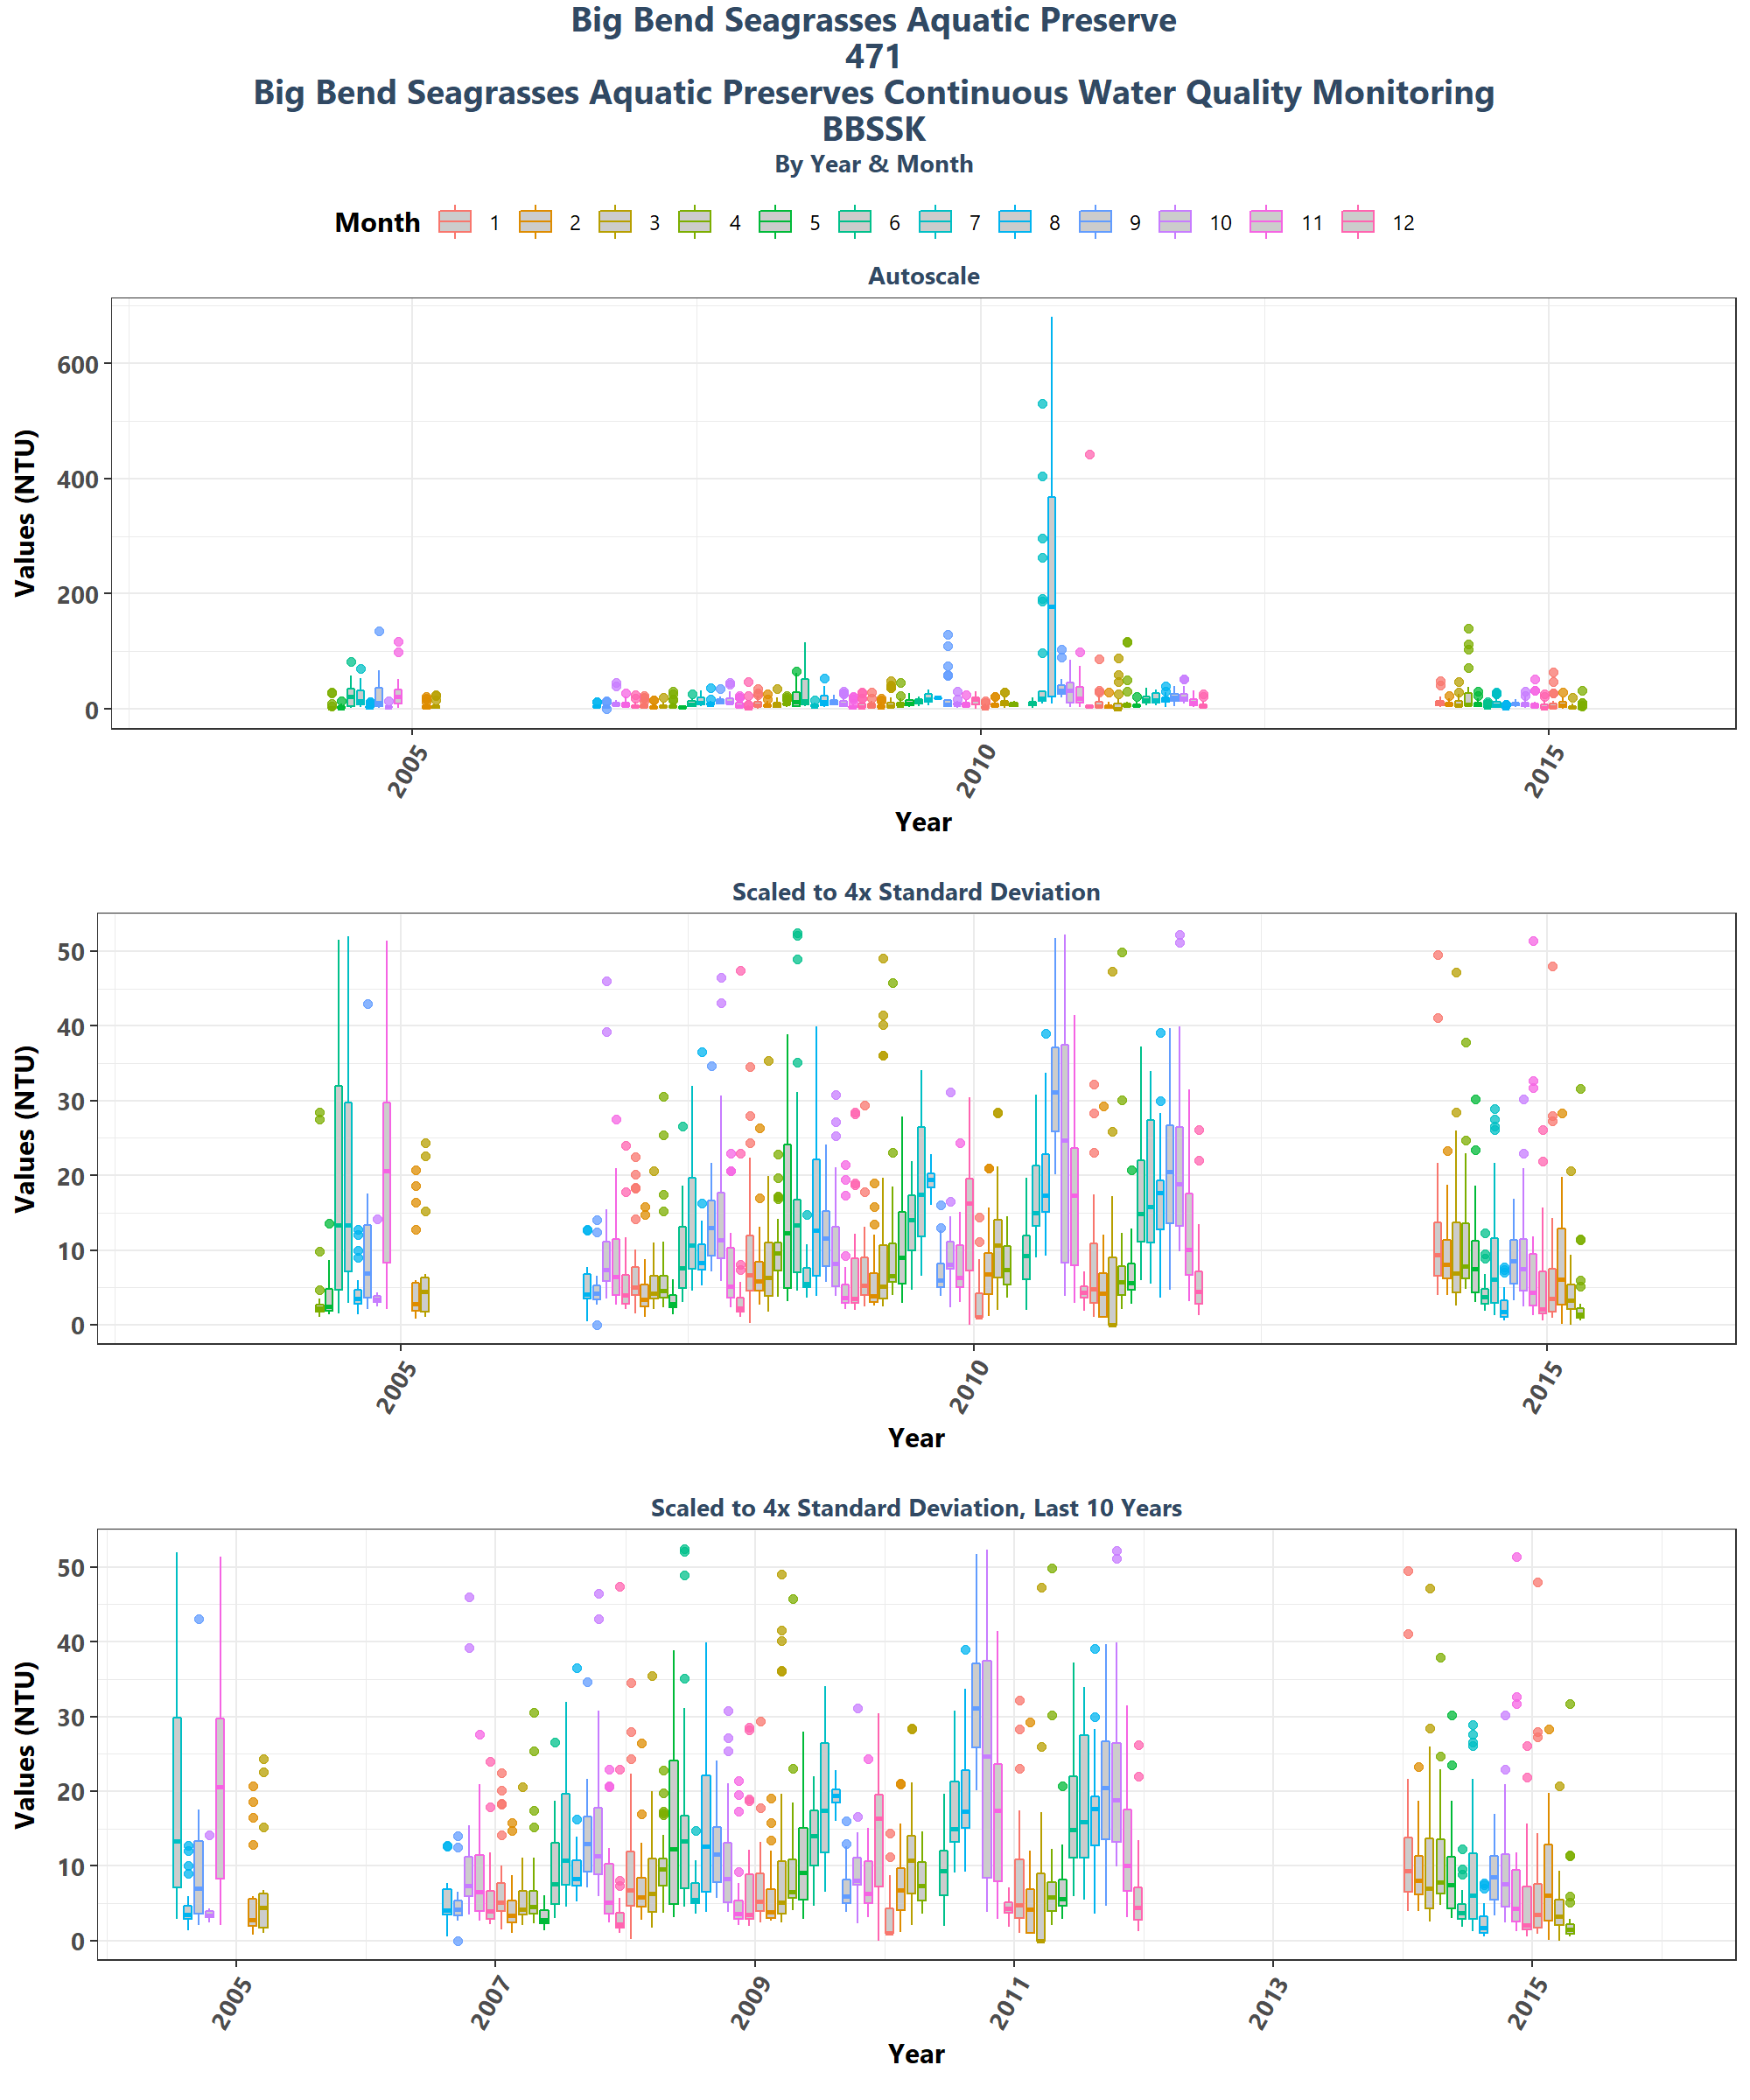 Big Bend Seagrasses Aquatic Preserve
471
Big Bend Seagrasses Aquatic Preserves Continuous Water Quality Monitoring
BBSSK
By Year & Month
Month 1 2 3 4 5 6 7 8 9 10 11 12
Autoscale
Values (NTU)
600
400
200
0
2005 2010 2015
Year
Scaled to 4x Standard Deviation
Values (NTU)
50
40
30
20
10
0
2005 2010 2015
Year
Scaled to 4x Standard Deviation, Last 10 Years
Values (NTU)
50
40
30
20
10
0
2005 2007 2009 2011 2013 2015
Year